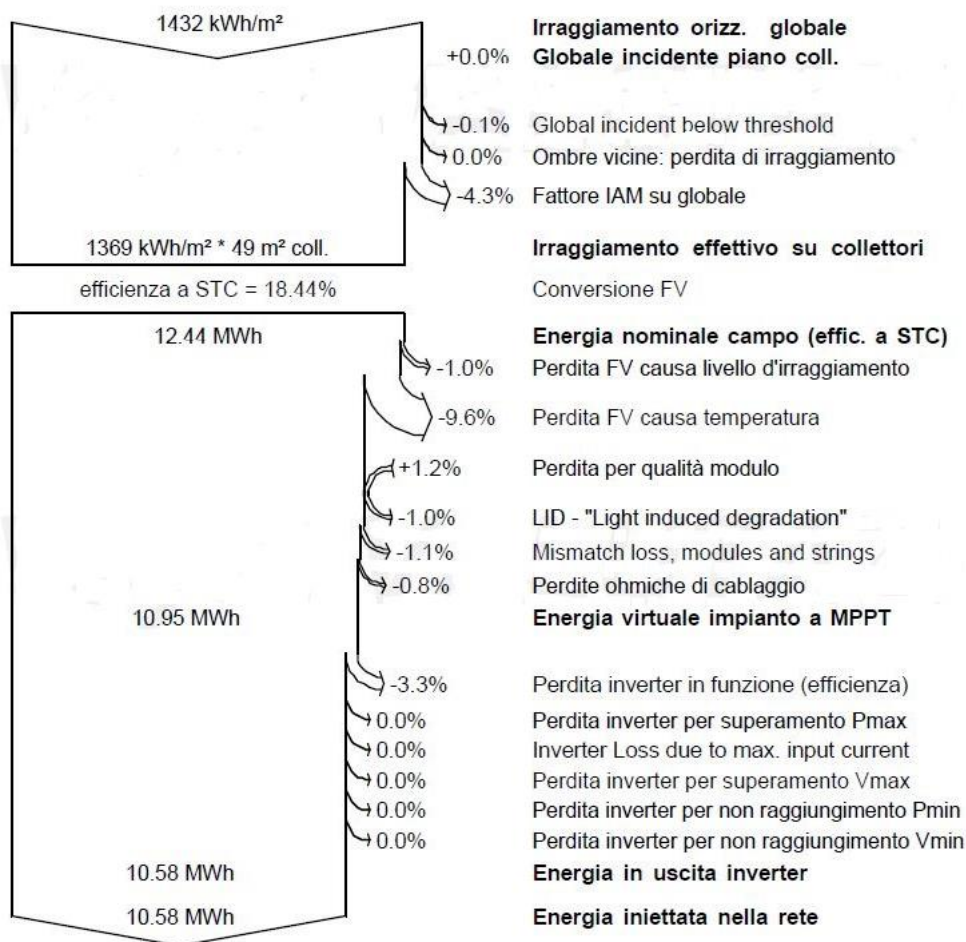 1432 kWh/m² Irraggiamento orizz. globale
+0.0% Globale incidente piano coll.
-0.1% Global incident below threshold
0.0% Ombre vicine: perdita di irraggiamento
-4.3% Fattore IAM su globale
1369 kWh/m² * 49 m² coll. Irraggiamento effettivo su collettori
efficienza a STC = 18.44% Conversione FV
12.44 MWh Energia nominale campo (effic. a STC)
-1.0% Perdita FV causa livello d'irraggiamento
-9.6% Perdita FV causa temperatura
+1.2% Perdita per qualità modulo
-1.0% LID - "Light induced degradation"
-1.1% Mismatch loss, modules and strings
-0.8% Perdite ohmiche di cablaggio
10.95 MWh Energia virtuale impianto a MPPT
-3.3% Perdita inverter in funzione (efficienza)
0.0% Perdita inverter per superamento Pmax
0.0% Inverter Loss due to max. input current
0.0% Perdita inverter per superamento Vmax
0.0% Perdita inverter per non raggiungimento Pmin
0.0% Perdita inverter per non raggiungimento Vmin
10.58 MWh Energia in uscita inverter
10.58 MWh Energia iniettata nella rete